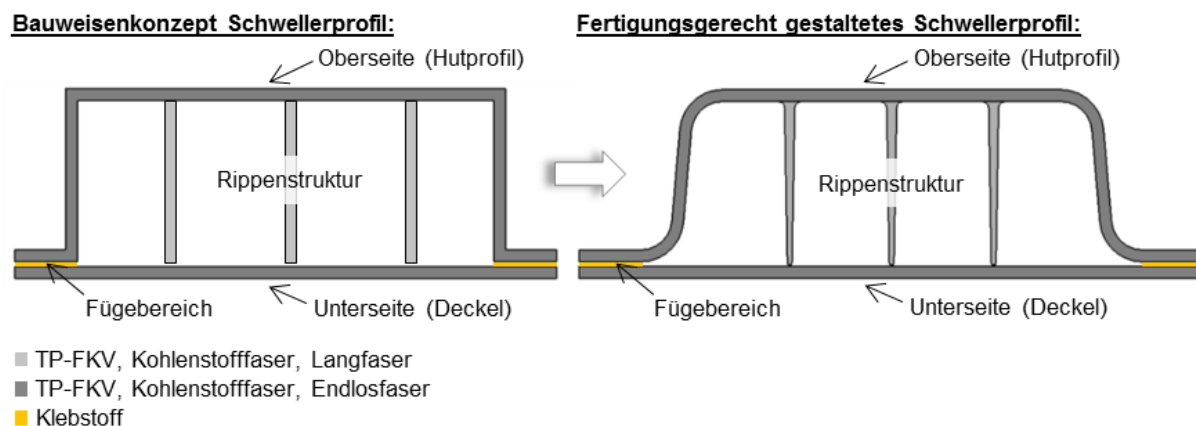 Bauweisenkonzept Schwellerprofil:
Oberseite (Hutprofil)
Rippenstruktur
Fügebereich
Unterseite (Deckel)
Fertigungsgerecht gestaltetes Schwellerprofil:
Oberseite (Hutprofil)
Rippenstruktur
Fügebereich
Unterseite (Deckel)
TP-FKV, Kohlenstofffaser, Langfaser
TP-FKV, Kohlenstofffaser, Endlosfaser
Klebstoff